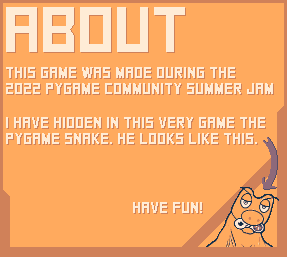 ABOUT
THIS GAME WAS MADE DURING THE
2022 PYGAME COMMUNITY SUMMER JAM
I HAVE HIDDEN IN THIS VERY GAME THE
PYGAME SNAKE. HE LOOKS LIKE THIS.
HAVE FUN!